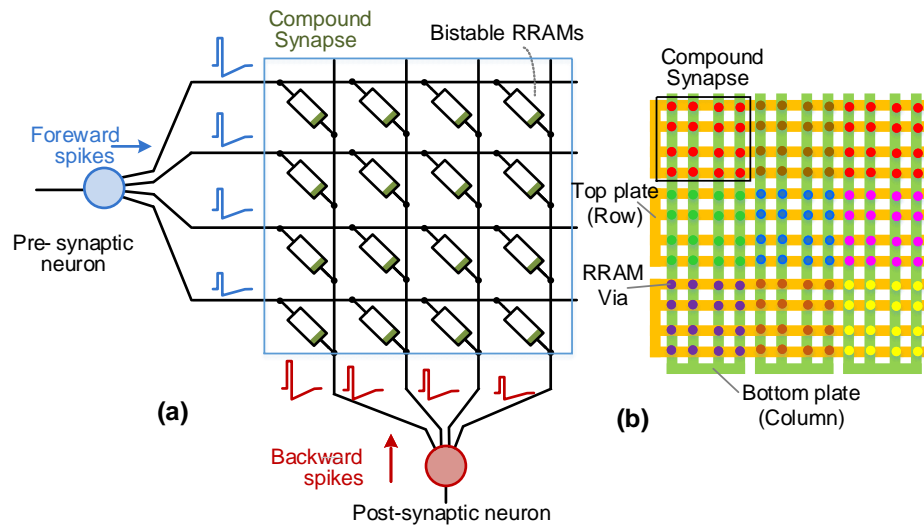 Compound
Synapse
Bistable RRAMs
Foreward
spikes
Pre- synaptic
neuron
(a)
Backward
spikes
Post-synaptic neuron
Compound
Synapse
Top plate
(Row)
RRAM
Via
Bottom plate
(Column)
(b)